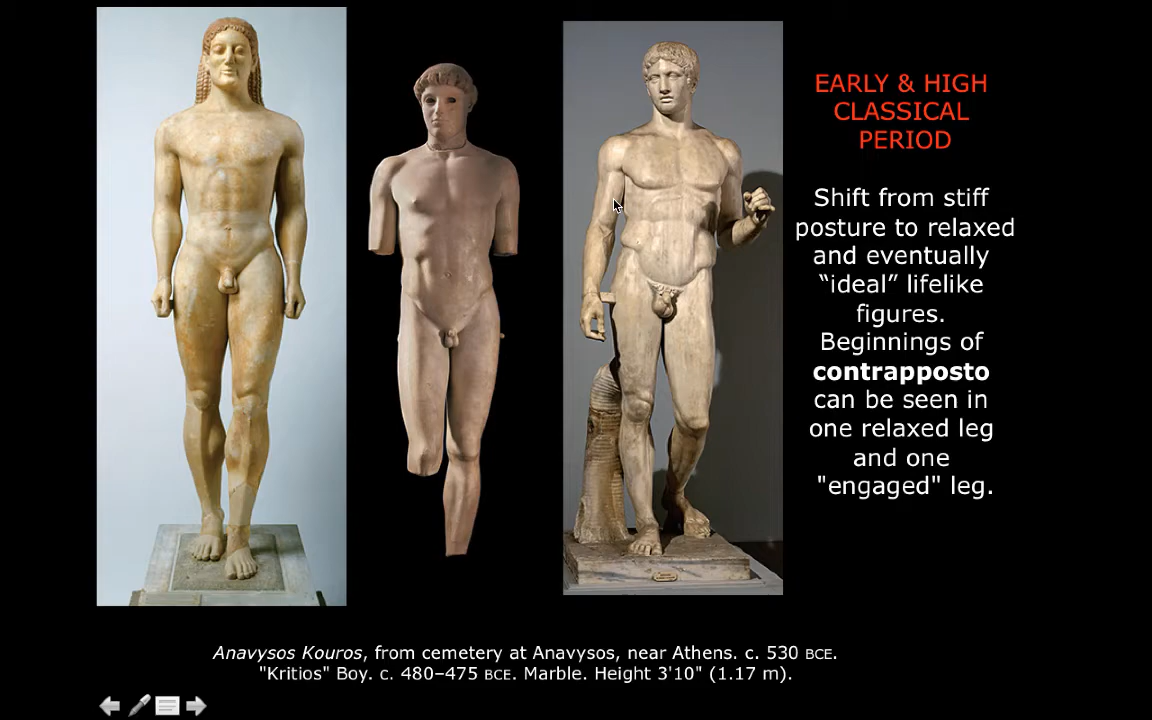 EARLY & HIGH
CLASSICAL
PERIOD
Shift from stiff
posture to relaxed
and eventually
“ideal” lifelike
figures.
Beginnings of
contrapposto
can be seen in
one relaxed leg
and one
"engaged" leg.
Anavysos Kouros, from cemetery at Anavysos, near Athens. c. 530 BCE.
"Kritios" Boy. c. 480–475 BCE. Marble. Height 3'10" (1.17 m).